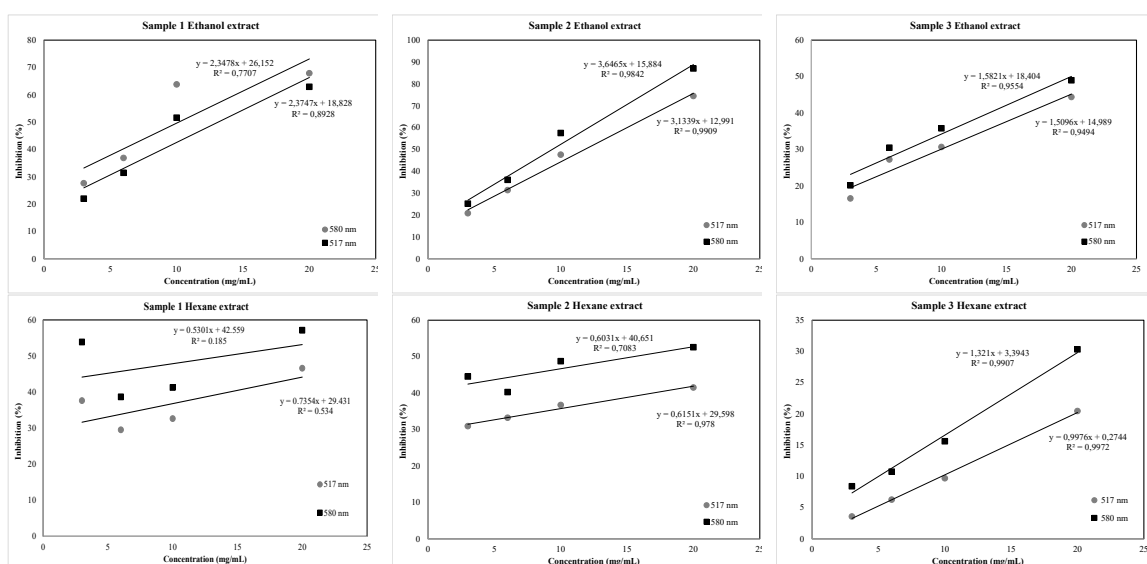 Sample 1 Ethanol extract
80
70
60
50
40
30
20
10
0
Inhibition (%)
y = 2,3478x + 26,152
R² = 0,7707
y = 2,3747x + 18,828
R² = 0,8928
580 nm
517 nm
0 5 10 15 20 25
Concentration (mg/mL)
Sample 2 Ethanol extract
100
90
80
70
60
50
40
30
20
10
0
Inhibition (%)
y = 3,6465x + 15,884
R² = 0,9842
y = 3,1339x + 12,991
R² = 0,9909
517 nm
580 nm
0 5 10 15 20 25
Concentration (mg/mL)
Sample 3 Ethanol extract
60
50
40
30
20
10
0
Inhibition (%)
y = 1,5821x + 18,404
R² = 0,9554
y = 1,5096x + 14,989
R² = 0,9494
517 nm
580 nm
0 5 10 15 20 25
Concentration (mg/mL)
Sample 1 Hexane extract
60
50
40
30
20
10
0
Inhibition (%)
y = 0.5301x + 42.559
R² = 0.185
y = 0.7354x + 29.431
R² = 0.534
517 nm
580 nm
0 5 10 15 20 25
Concentration (mg/mL)
Sample 2 Hexane extract
60
50
40
30
20
10
0
Inhibition (%)
y = 0,6031x + 40,651
R² = 0,7083
y = 0,6151x + 29,598
R² = 0,978
517 nm
580 nm
0 5 10 15 20 25
Concentration (mg/mL)
Sample 3 Hexane extract
35
30
25
20
15
10
5
0
Inhibition (%)
y = 1,321x + 3,3943
R² = 0,9907
y = 0,9976x + 0,2744
R² = 0,9972
517 nm
580 nm
0 5 10 15 20 25
Concentration (mg/mL)